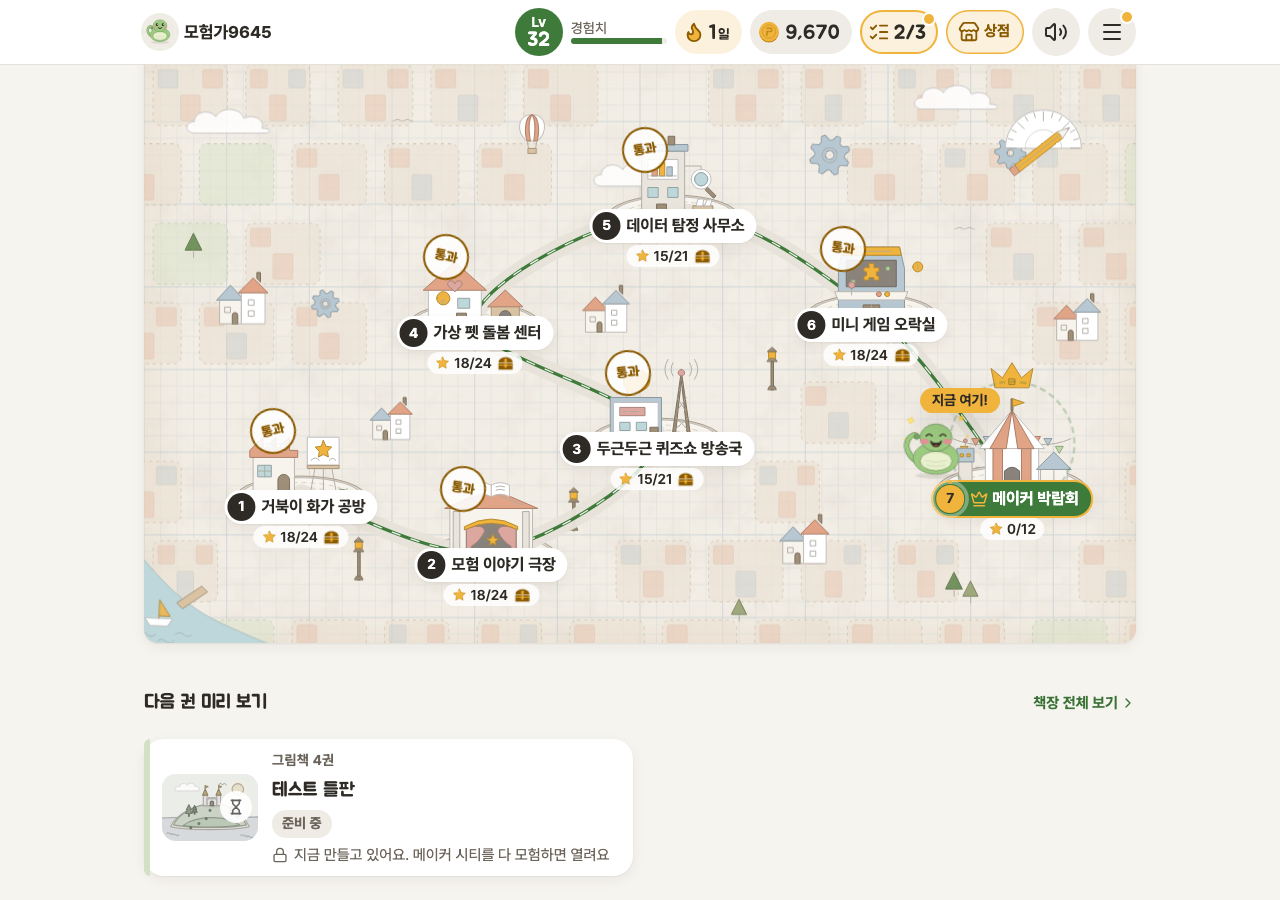 모험가9645
Lv
32
경험치
1일
9,670
2/3
상점
통과
5 데이터 탐정 사무소
15/21
통과
4 가상 펫 돌봄 센터
18/24
통과
6 미니 게임 오락실
18/24
통과
3 두근두근 퀴즈쇼 방송국
15/21
지금 여기!
7 메이커 박람회
0/12
통과
1 거북이 화가 공방
18/24
통과
2 모험 이야기 극장
18/24
다음 권 미리 보기
책장 전체 보기
그림책 4권
테스트 들판
준비 중
지금 만들고 있어요. 메이커 시티를 다 모험하면 열려요